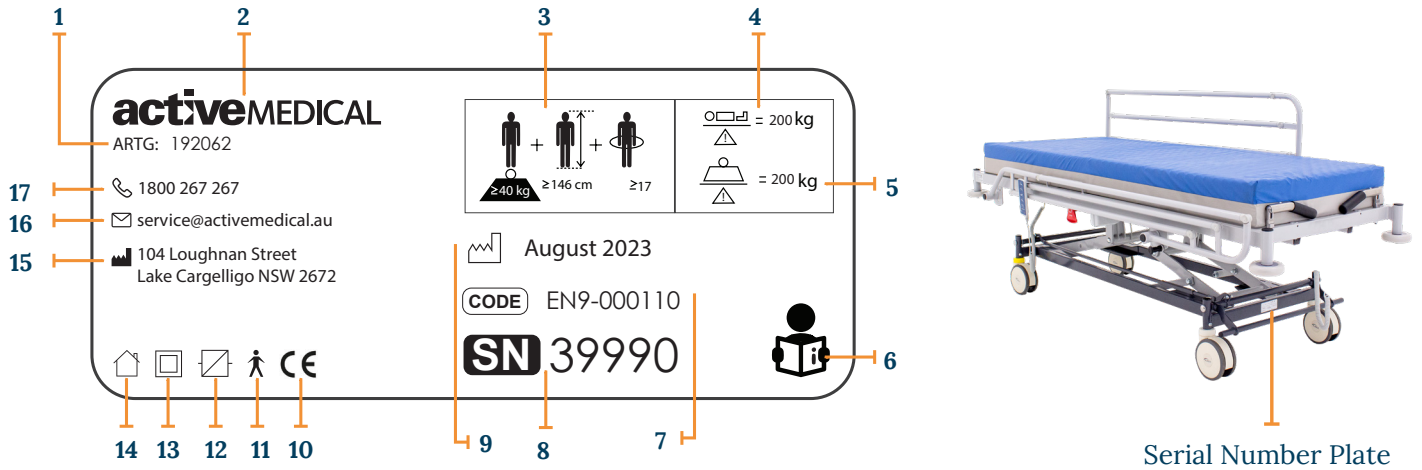 1 2 3 4
activeMEDICAL
ARTG: 192062
17 1800 267 267
16 service@activemedical.au
15 104 Loughnan Street
Lake Cargelligo NSW 2672
≥40 kg + ≥146 cm + ≥17
= 200 kg
= 200 kg 5
August 2023
CODE EN9-000110
SN 39990
i 6
CE
14 13 12 11 10 9 8 7
Serial Number Plate